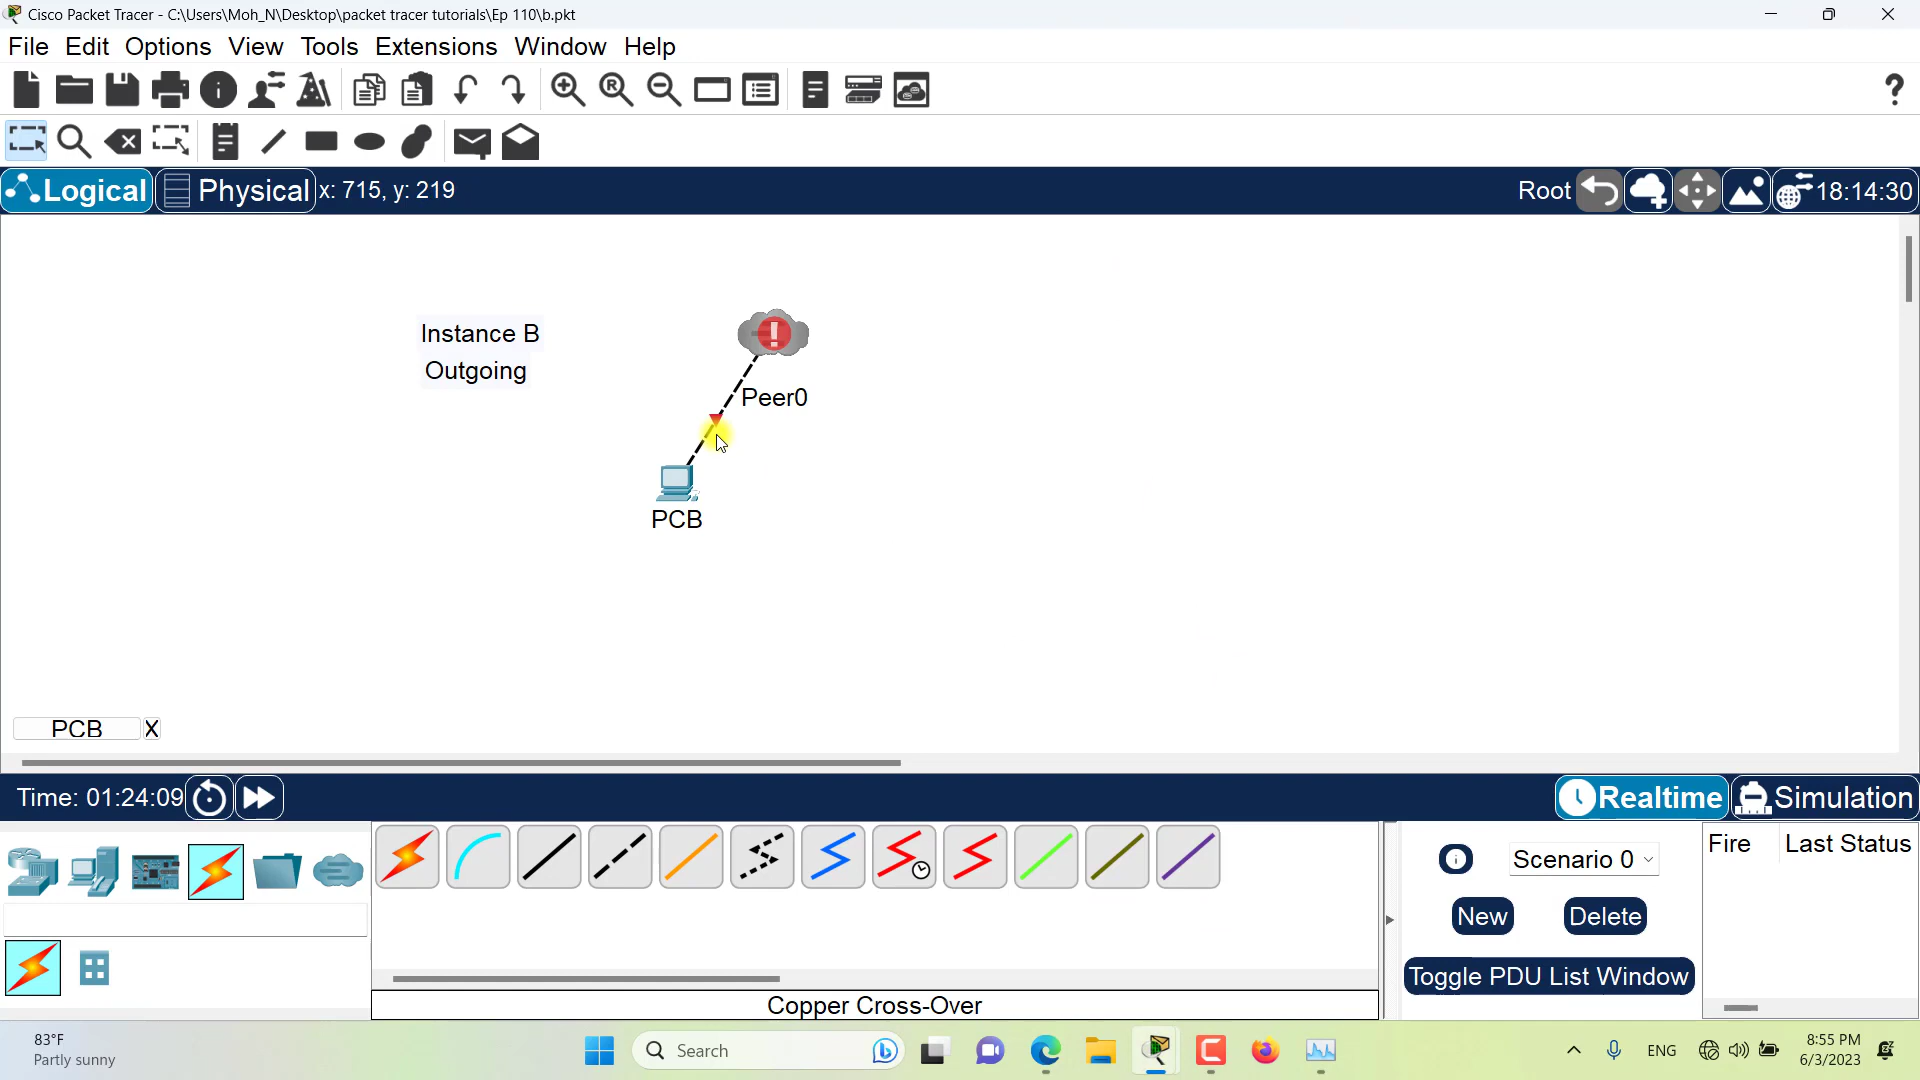 Cisco Packet Tracer - C:\Users\Moh_N\Desktop\packet tracer tutorials\Ep 110\b.pkt
File Edit Options View Tools Extensions Window Help
Logical Physical x: 715, y: 219 Root 18:14:30
Instance B
Outgoing
Peer0
PCB
PCB X
Time: 01:24:09 Realtime Simulation
Scenario 0 Fire Last Status
New Delete
Toggle PDU List Window
Copper Cross-Over
83°F
Partly sunny
Search
ENG
8:55 PM
6/3/2023